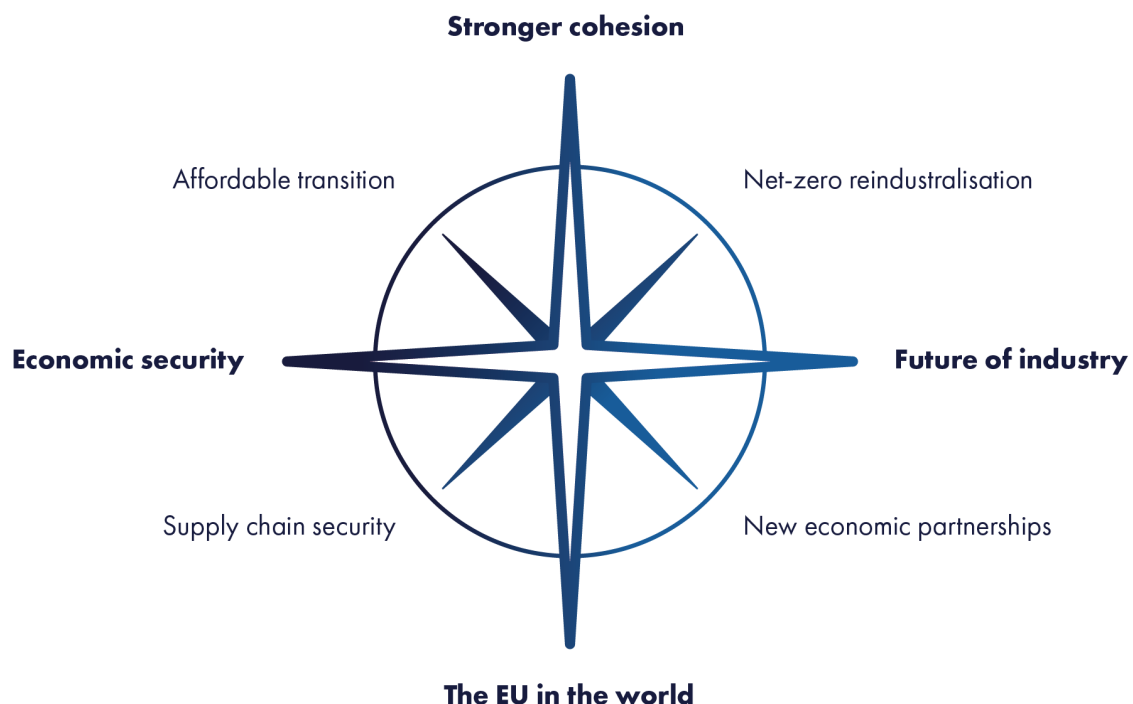 Stronger cohesion
Affordable transition
Net-zero reindustralisation
Economic security
Future of industry
Supply chain security
New economic partnerships
The EU in the world